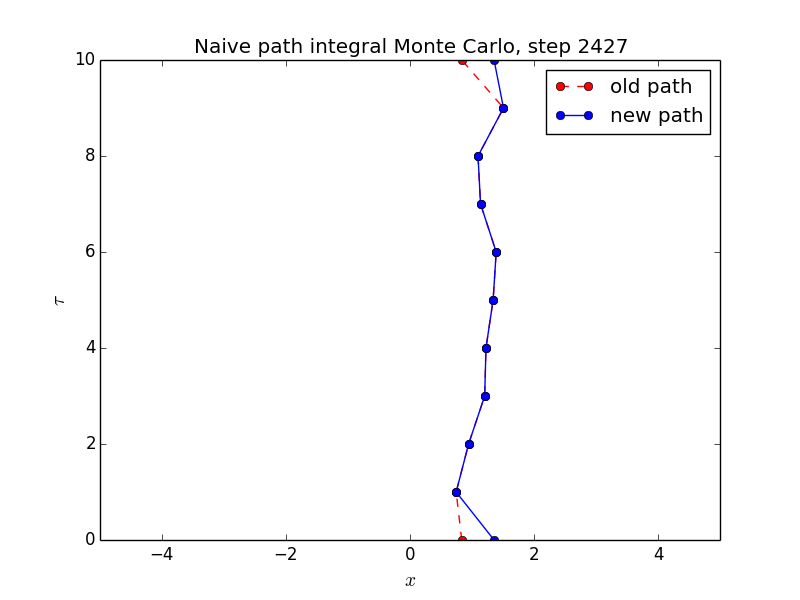 Naive path integral Monte Carlo, step 2427
old path
new path
10
8
6
4
2
0
τ
−4
−2
0
2
4
x